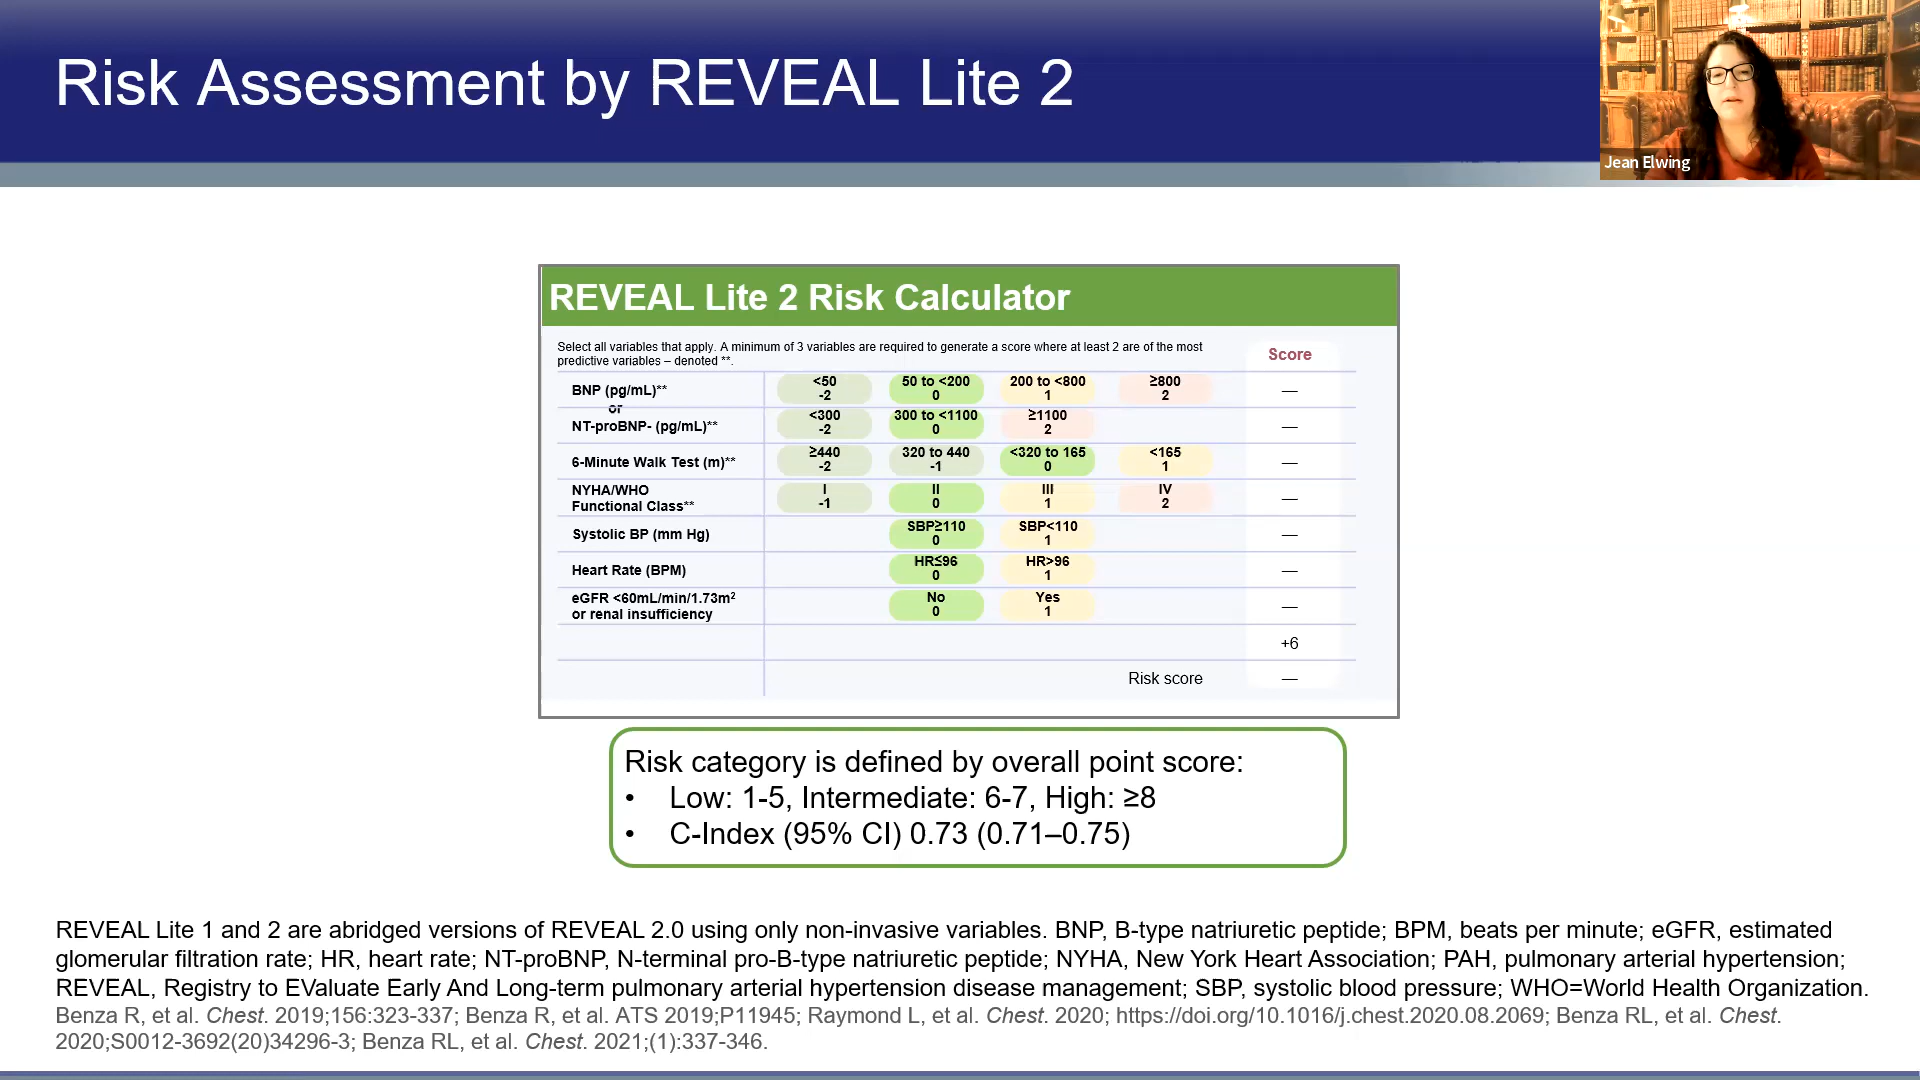 Risk Assessment by REVEAL Lite 2
Jean Elwing
REVEAL Lite 2 Risk Calculator
Select all variables that apply. A minimum of 3 variables are required to generate a score where at least 2 are of the most
predictive variables – denoted **.
Score
BNP (pg/mL)** <50 50 to <200 200 to <800 ≥800 —
-2 0 1 2
or
NT-proBNP- (pg/mL)** <300 300 to <1100 ≥1100 —
-2 0 2
6-Minute Walk Test (m)** ≥440 320 to 440 <320 to 165 <165 —
-2 -1 0 1
NYHA/WHO I II III IV —
Functional Class** -1 0 1 2
Systolic BP (mm Hg) SBP≥110 SBP<110 —
0 1
Heart Rate (BPM) HR≤96 HR>96 —
0 1
eGFR <60mL/min/1.73m² No Yes —
or renal insufficiency 0 1
+6
Risk score —
Risk category is defined by overall point score:
• Low: 1-5, Intermediate: 6-7, High: ≥8
• C-Index (95% CI) 0.73 (0.71–0.75)
REVEAL Lite 1 and 2 are abridged versions of REVEAL 2.0 using only non-invasive variables. BNP, B-type natriuretic peptide; BPM, beats per minute; eGFR, estimated
glomerular filtration rate; HR, heart rate; NT-proBNP, N-terminal pro-B-type natriuretic peptide; NYHA, New York Heart Association; PAH, pulmonary arterial hypertension;
REVEAL, Registry to EValuate Early And Long-term pulmonary arterial hypertension disease management; SBP, systolic blood pressure; WHO=World Health Organization.
Benza R, et al. Chest. 2019;156:323-337; Benza R, et al. ATS 2019;P11945; Raymond L, et al. Chest. 2020; https://doi.org/10.1016/j.chest.2020.08.2069; Benza RL, et al. Chest.
2020;S0012-3692(20)34296-3; Benza RL, et al. Chest. 2021;(1):337-346.